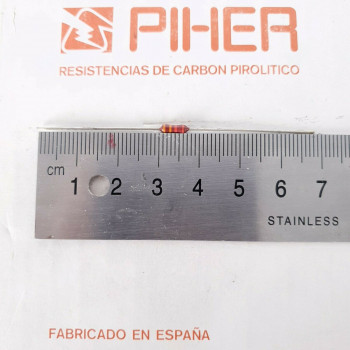 PIHER
RESISTENCIAS DE CARBON PIROLITICO
cm
1 2 3 4 5 6 7
STAINLESS
FABRICADO EN ESPAÑA